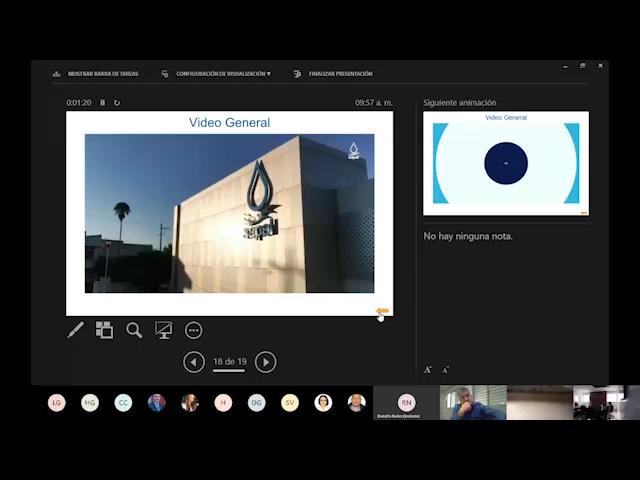 MOSTRAR BARRA DE TAREAS
CONFIGURACIÓN DE VISUALIZACIÓN ▾
FINALIZAR PRESENTACIÓN
0:01:20
09:57 a. m.
Siguiente animación
Video General
Video General
No hay ninguna nota.
18 de 19
A
A
LG
HG
CC
H
DG
SV
RN